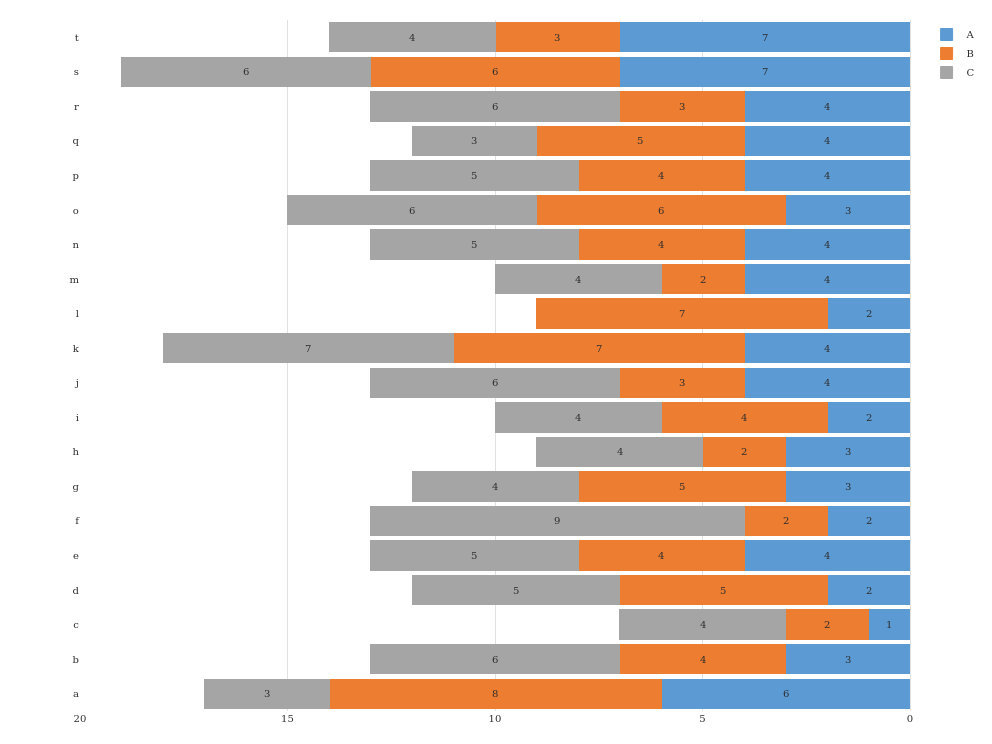 t 4 3 7 A
B
s 6 6 7 C
r 6 3 4
q 3 5 4
p 5 4 4
o 6 6 3
n 5 4 4
m 4 2 4
l 7 2
k 7 7 4
j 6 3 4
i 4 4 2
h 4 2 3
g 4 5 3
f 9 2 2
e 5 4 4
d 5 5 2
c 4 2 1
b 6 4 3
a 3 8 6
20 15 10 5 0